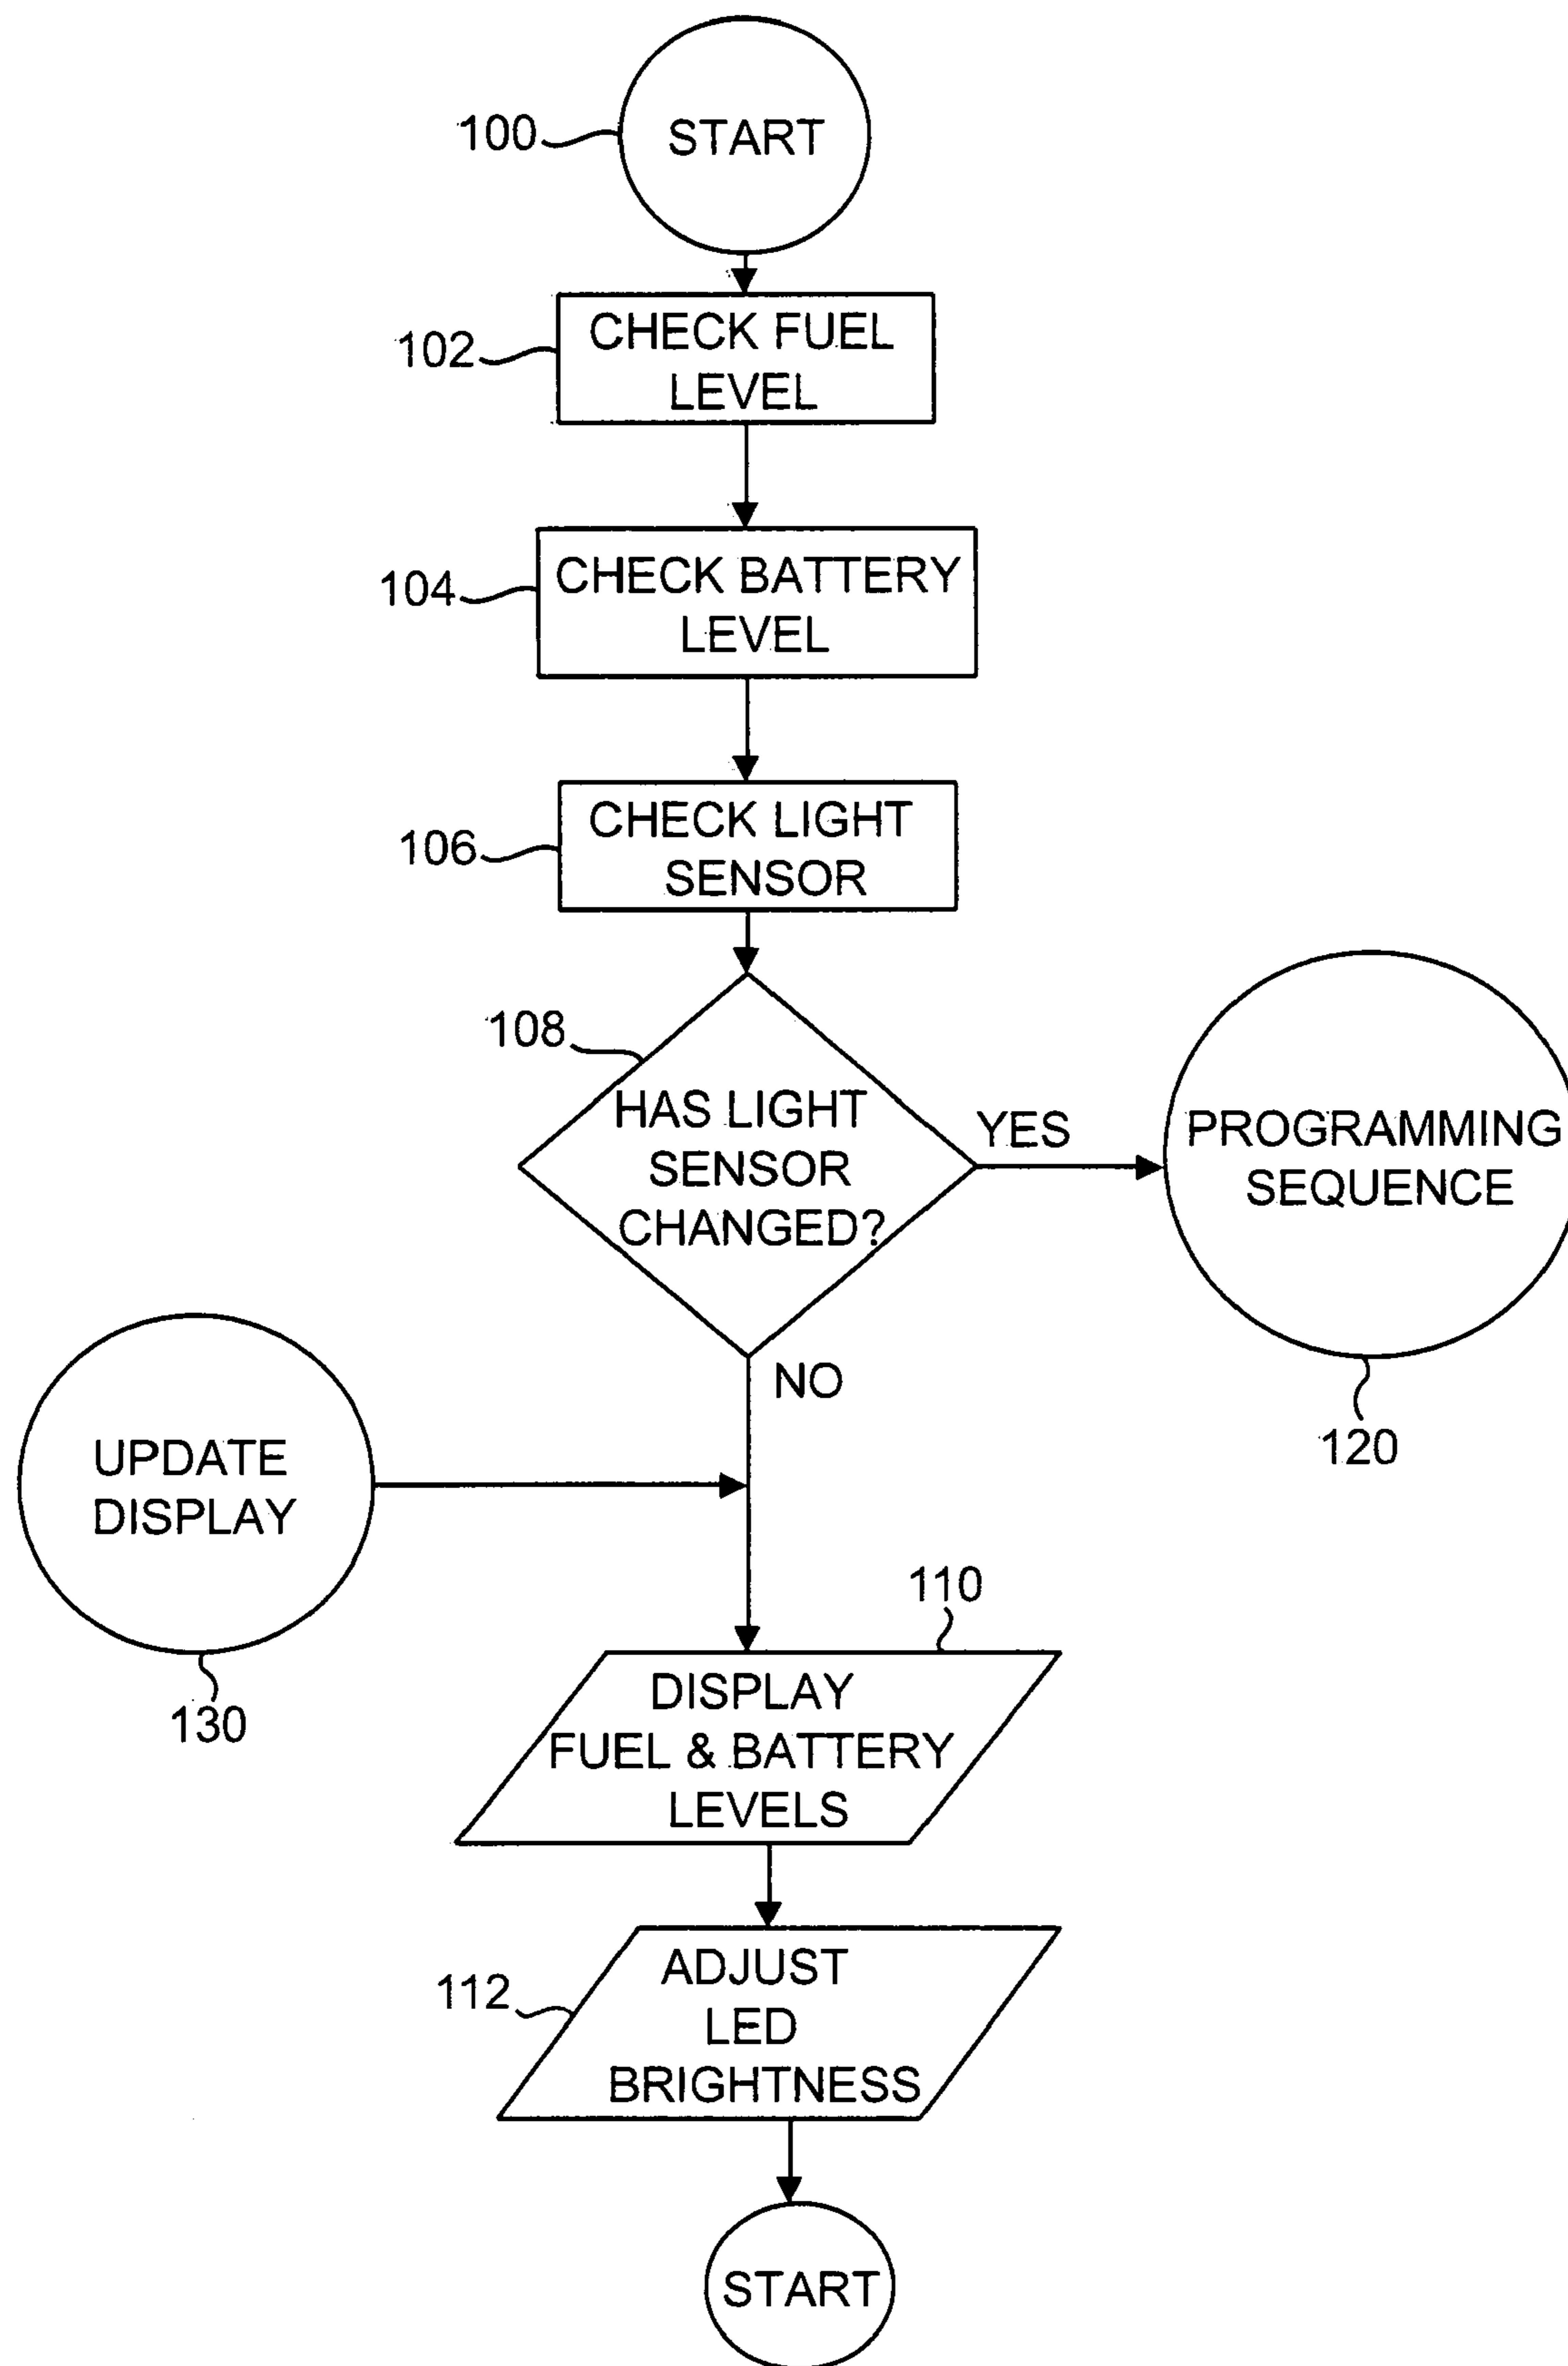 100
START
102
CHECK FUEL
LEVEL
104
CHECK BATTERY
LEVEL
106
CHECK LIGHT
SENSOR
108
HAS LIGHT
SENSOR
CHANGED?
YES
PROGRAMMING
SEQUENCE
120
NO
UPDATE
DISPLAY
130
110
DISPLAY
FUEL & BATTERY
LEVELS
112
ADJUST
LED
BRIGHTNESS
START